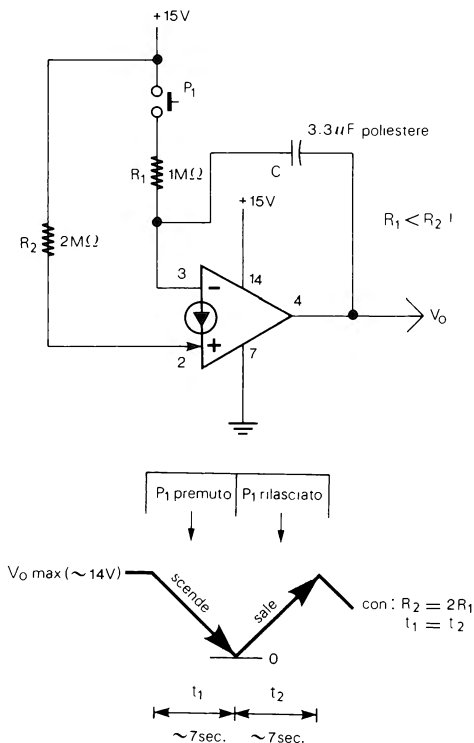 +15V
P1
3.3µF poliestere
R1 1MΩ
C
+15V
R1 < R2 !
R2 2MΩ
3
−
14
4
Vo
2
+
7
P1 premuto P1 rilasciato
Vo max (~14V)
scende
sale
0
con: R2 = 2R1
t1 = t2
t1 t2
~7sec. ~7sec.